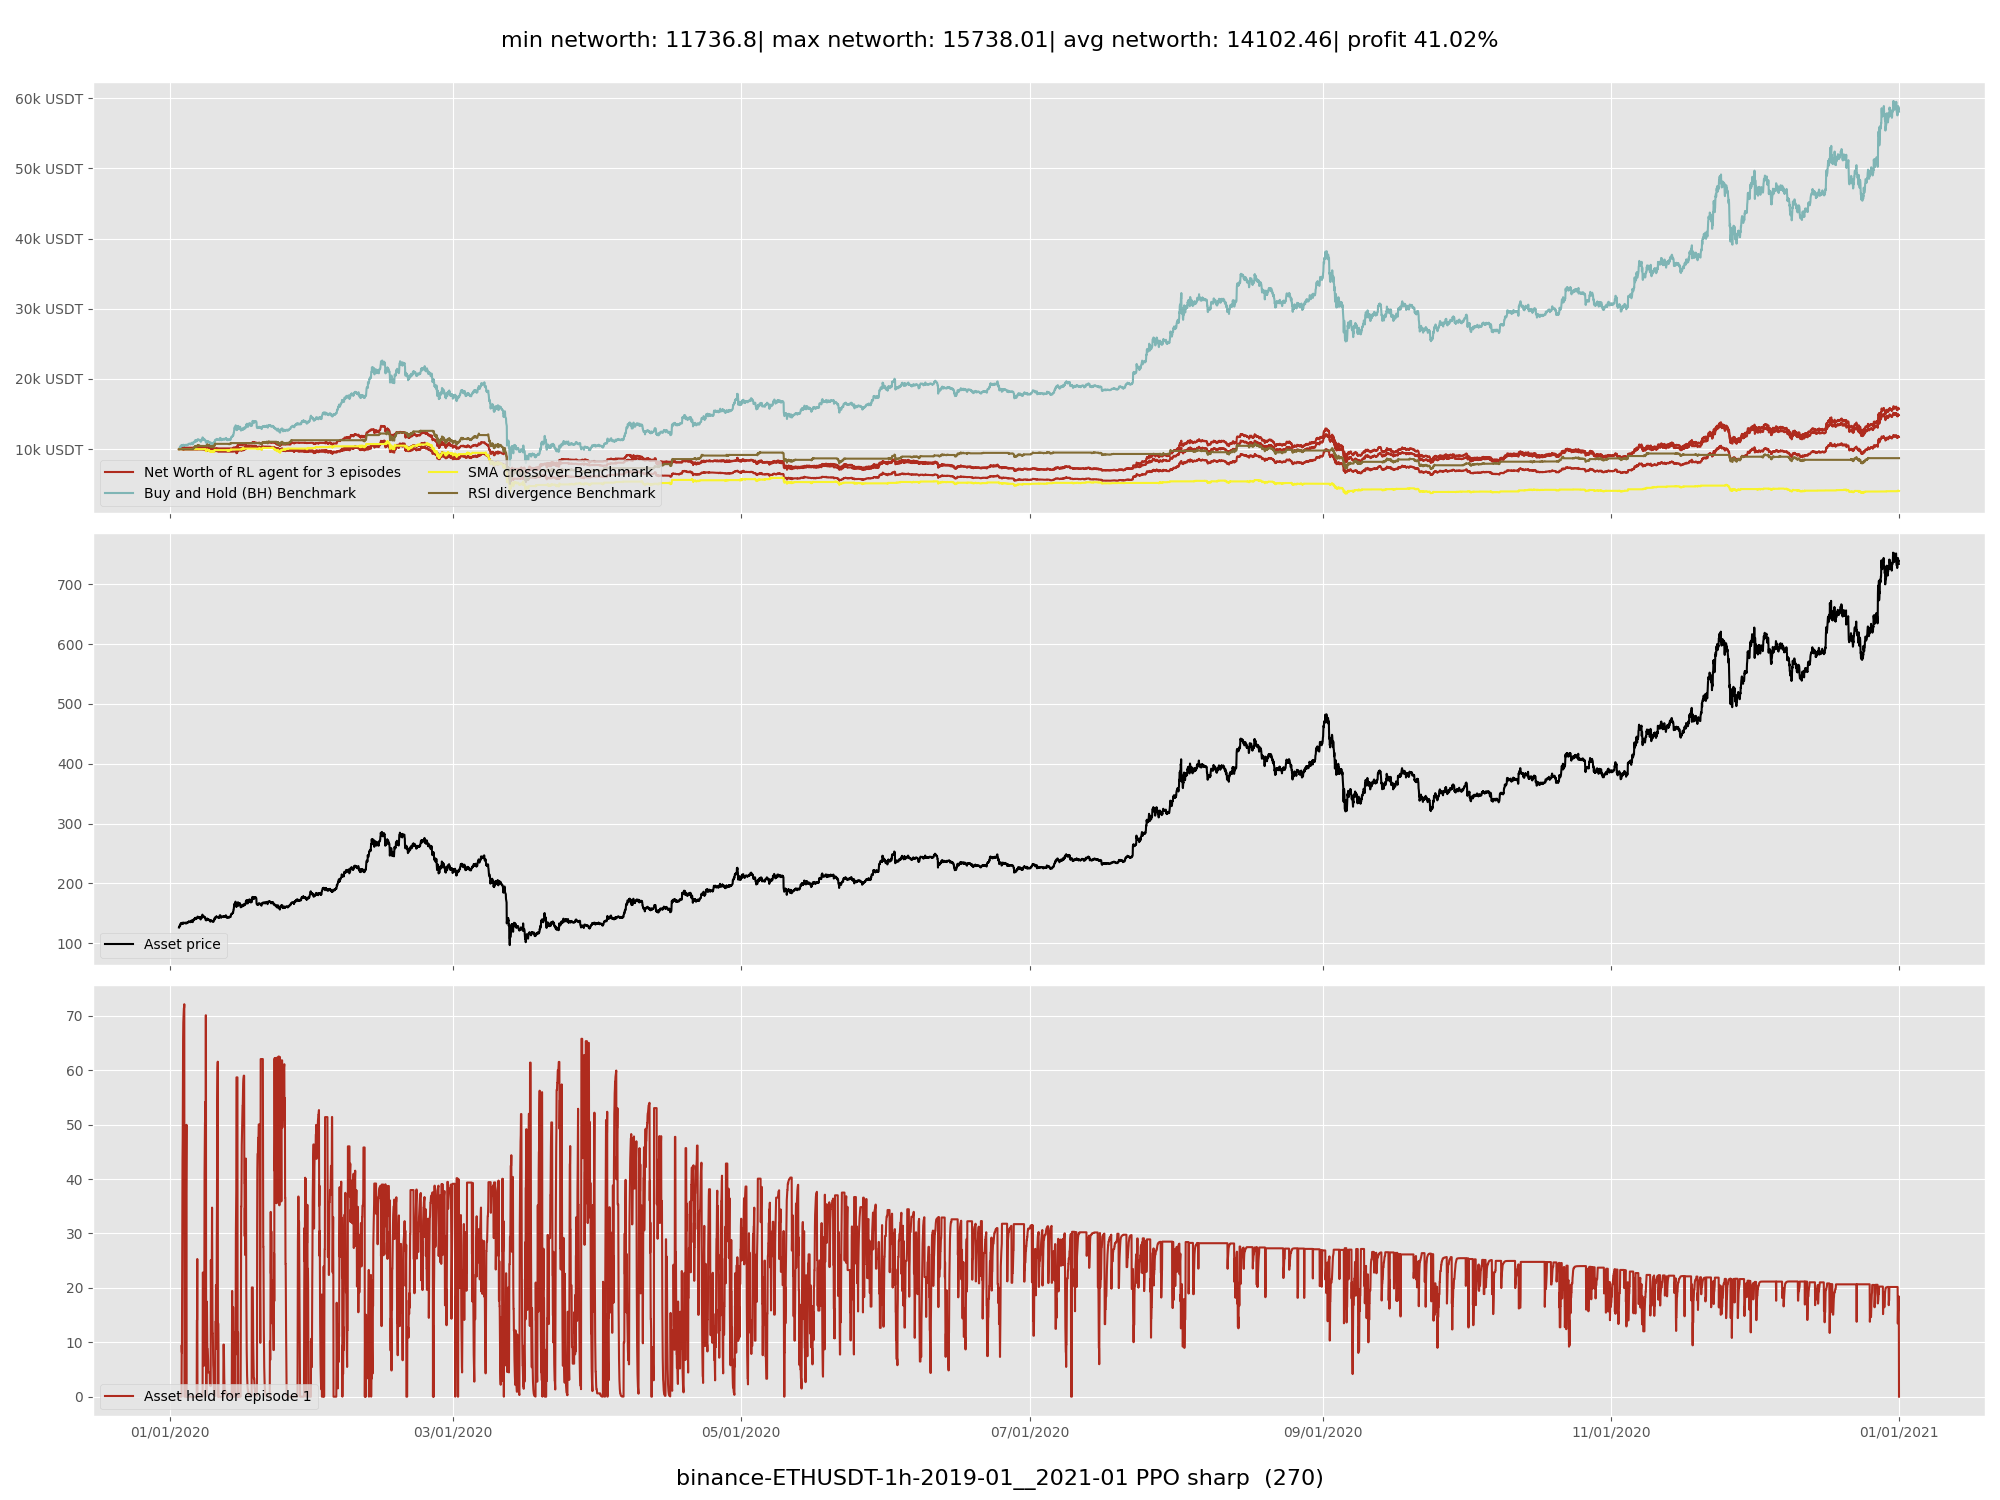 min networth: 11736.8| max networth: 15738.01| avg networth: 14102.46| profit 41.02%
60k USDT
50k USDT
40k USDT
30k USDT
20k USDT
10k USDT
Net Worth of RL agent for 3 episodes
Buy and Hold (BH) Benchmark
SMA crossover Benchmark
RSI divergence Benchmark
700
600
500
400
300
200
100
Asset price
70
60
50
40
30
20
10
0
Asset held for episode 1
01/01/2020 03/01/2020 05/01/2020 07/01/2020 09/01/2020 11/01/2020 01/01/2021
binance-ETHUSDT-1h-2019-01__2021-01 PPO sharp (270)